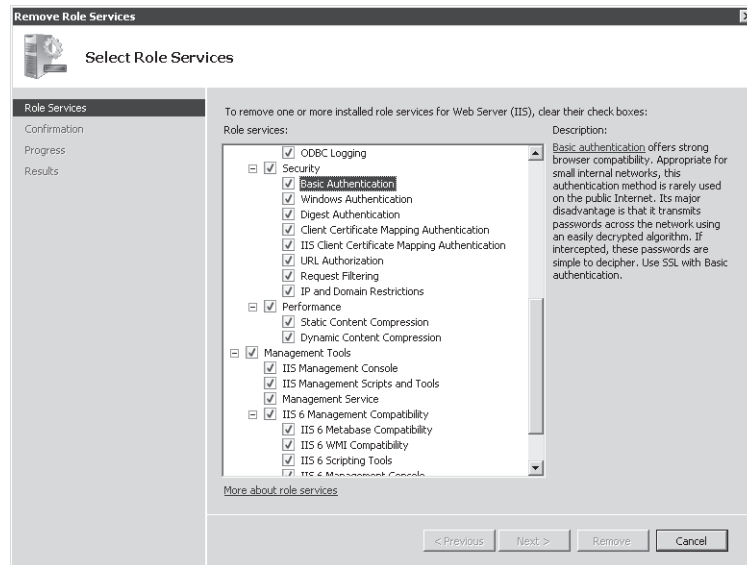 Remove Role Services
Select Role Services
Role Services
Confirmation
Progress
Results
To remove one or more installed role services for Web Server (IIS), clear their check boxes:
Role services:
ODBC Logging
Security
Basic Authentication
Windows Authentication
Digest Authentication
Client Certificate Mapping Authentication
IIS Client Certificate Mapping Authentication
URL Authorization
Request Filtering
IP and Domain Restrictions
Performance
Static Content Compression
Dynamic Content Compression
Management Tools
IIS Management Console
IIS Management Scripts and Tools
Management Service
IIS 6 Management Compatibility
IIS 6 Metabase Compatibility
IIS 6 WMI Compatibility
IIS 6 Scripting Tools
IIS 6 Management Console
More about role services
Description:
Basic authentication offers strong
browser compatibility. Appropriate for
small internal networks, this
authentication method is rarely used
on the public Internet. Its major
disadvantage is that it transmits
passwords across the network using
an easily decrypted algorithm. If
intercepted, these passwords are
simple to decipher. Use SSL with Basic
authentication.
< Previous
Next >
Remove
Cancel